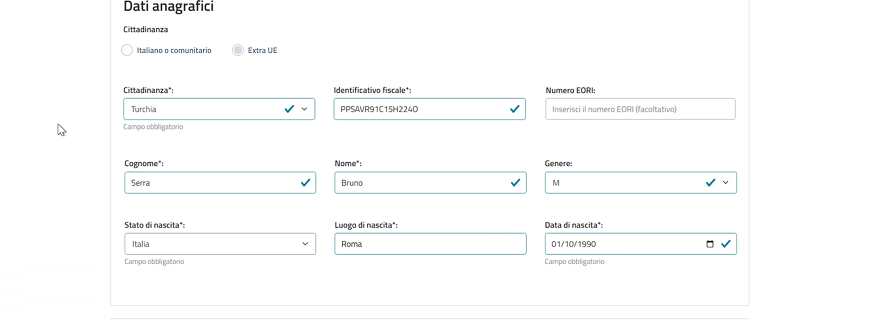 Dati anagrafici
Cittadinanza
Italiano o comunitario Extra UE
Cittadinanza*: Identificativo fiscale*: Numero EORI:
Turchia PPSAVR91C15H224O Inserisci il numero EORI (facoltativo)
Campo obbligatorio
Cognome*: Nome*: Genere:
Serra Bruno M
Stato di nascita*: Luogo di nascita*: Data di nascita*:
Italia Roma 01/10/1990
Campo obbligatorio Campo obbligatorio